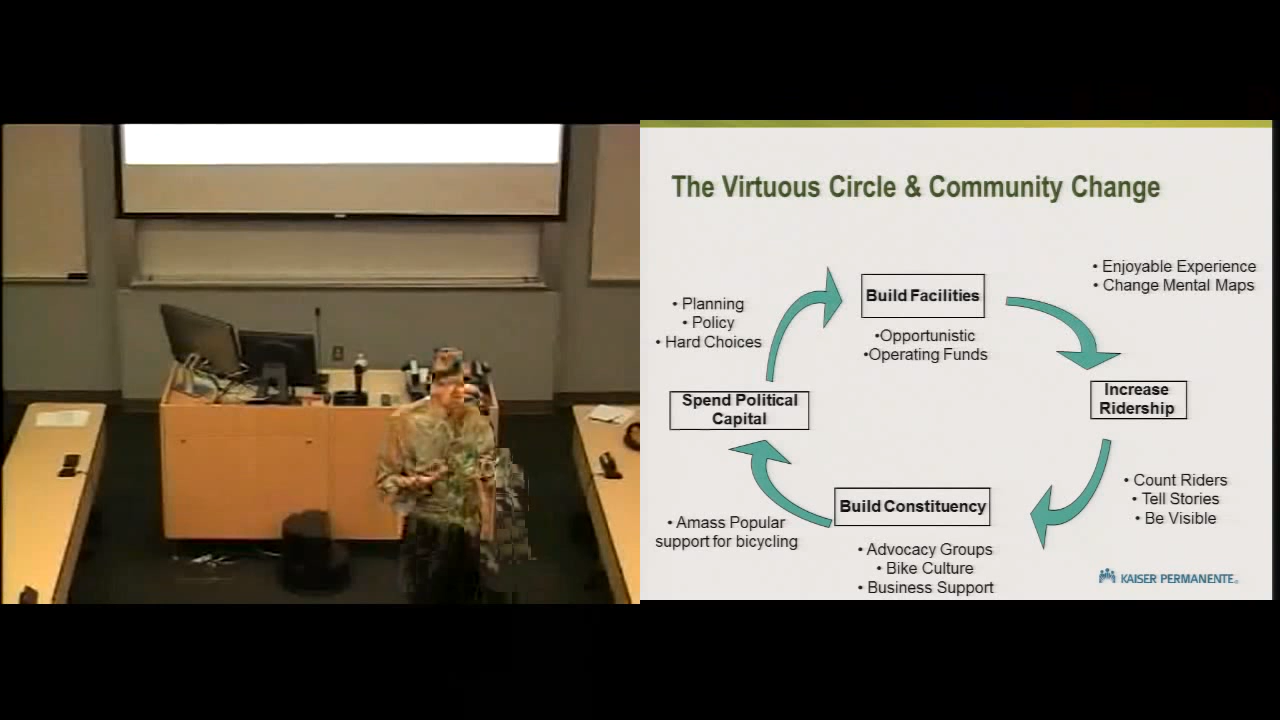 The Virtuous Circle & Community Change
• Enjoyable Experience
• Change Mental Maps
Build Facilities
• Planning
• Policy
• Hard Choices
•Opportunistic
•Operating Funds
Spend Political
Capital
Increase
Ridership
• Count Riders
• Tell Stories
• Be Visible
Build Constituency
• Amass Popular
support for bicycling
• Advocacy Groups
• Bike Culture
• Business Support
KAISER PERMANENTE®